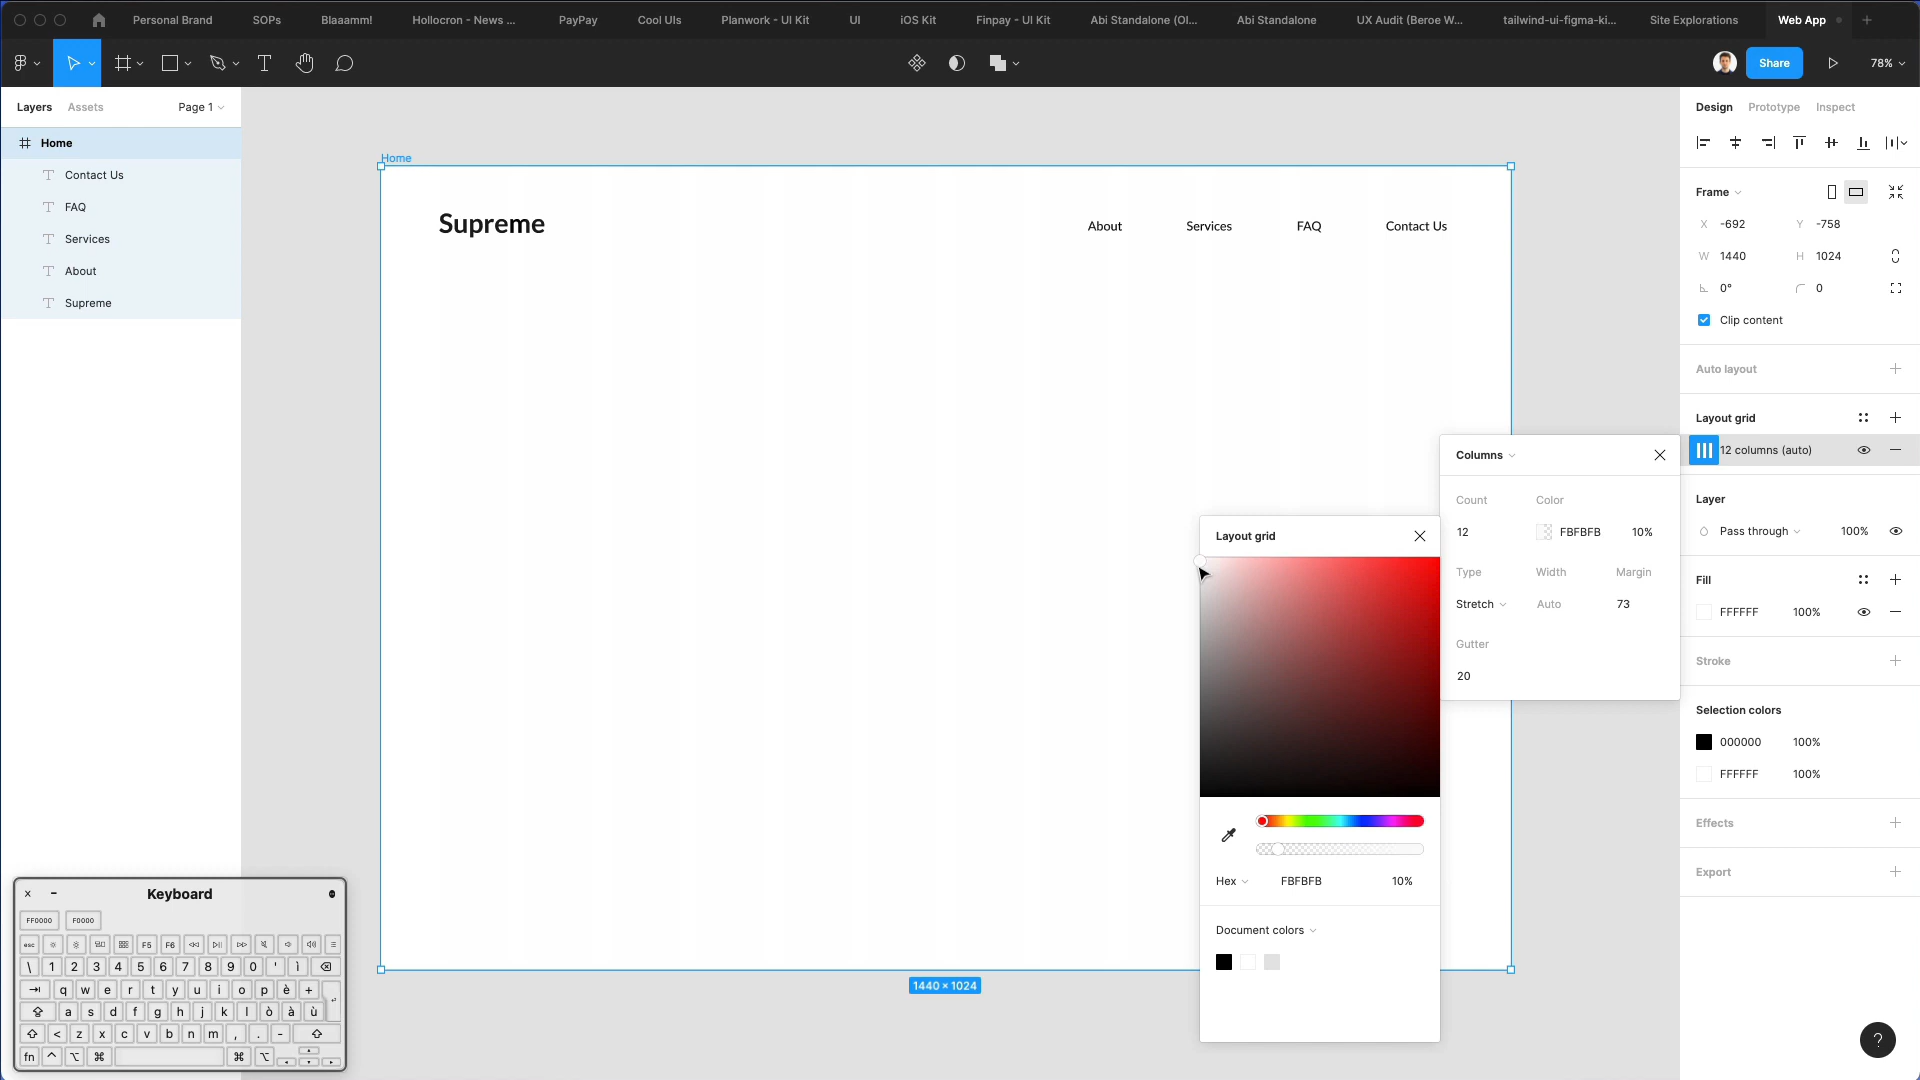 Personal Brand SOPs Blaaamm! Hollocron - News ... PayPay Cool UIs Planwork - UI Kit UI iOS Kit Finpay - UI Kit Abi Standalone (Ol... Abi Standalone UX Audit (Beroe W... tailwind-ui-figma-ki... Site Explorations Web App
Share 78%
Layers Assets Page 1
Home
Contact Us
FAQ
Services
About
Supreme
Home
Supreme About Services FAQ Contact Us
1440 × 1024
Columns
Count Color
12 FBFBFB 10%
Type Width Margin
Stretch Auto 73
Gutter
20
Layout grid
Hex FBFBFB 10%
Document colors
Design Prototype Inspect
Frame
X -692 Y -758
W 1440 H 1024
0° 0
Clip content
Auto layout
Layout grid
12 columns (auto)
Layer
Pass through 100%
Fill
FFFFFF 100%
Stroke
Selection colors
000000 100%
FFFFFF 100%
Effects
Export
?
Keyboard
FF0000 F0000
esc F5 F6
\ 1 2 3 4 5 6 7 8 9 0 ' ì
q w e r t y u i o p è +
a s d f g h j k l ò à ù
< z x c v b n m , . -
fn ^ ⌥ ⌘ ⌘ ⌥